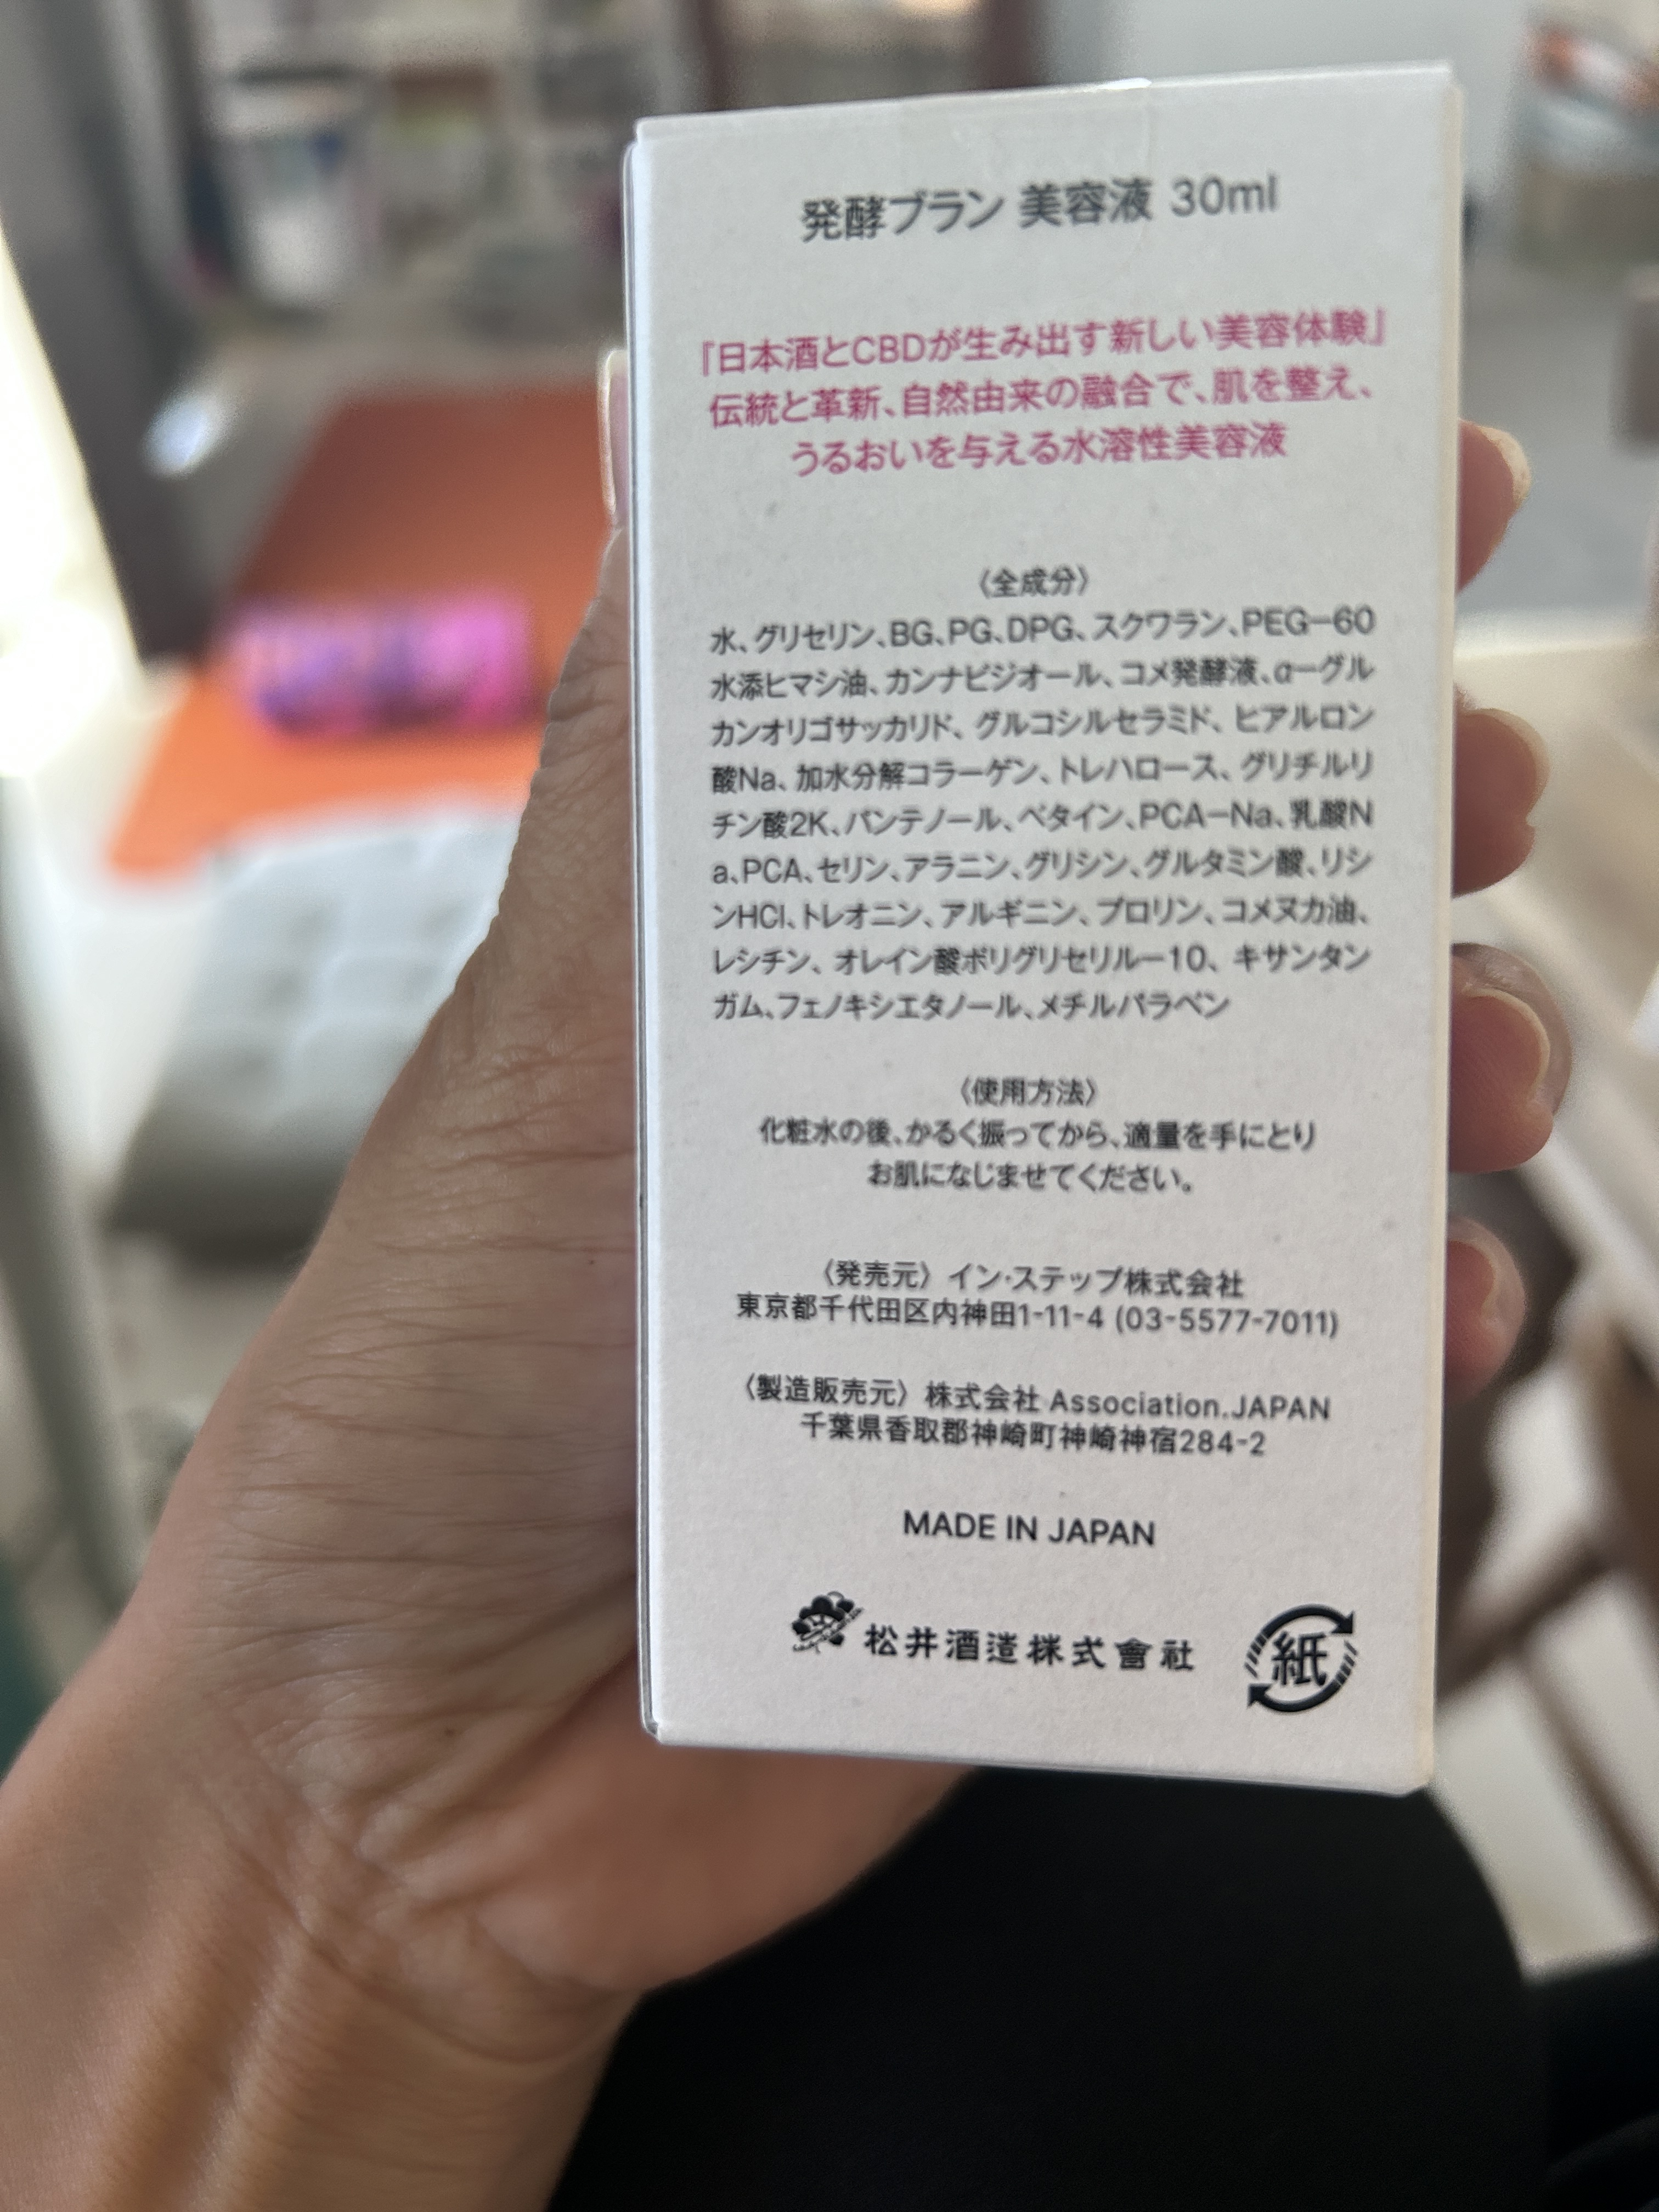 発酵ブラン 美容液 30ml
『日本酒とCBDが生み出す新しい美容体験』
伝統と革新、自然由来の融合で、肌を整え、
うるおいを与える水溶性美容液
〈全成分〉
水、グリセリン、BG、PG、DPG、スクワラン、PEG－60
水添ヒマシ油、カンナビジオール、コメ発酵液、α－グル
カンオリゴサッカリド、グルコシルセラミド、ヒアルロン
酸Na、加水分解コラーゲン、トレハロース、グリチルリ
チン酸2K、パンテノール、ベタイン、PCA－Na、乳酸N
a、PCA、セリン、アラニン、グリシン、グルタミン酸、リシ
ンHCl、トレオニン、アルギニン、プロリン、コメヌカ油、
レシチン、オレイン酸ポリグリセリル－10、キサンタン
ガム、フェノキシエタノール、メチルパラベン
〈使用方法〉
化粧水の後、かるく振ってから、適量を手にとり
お肌になじませてください。
〈発売元〉イン・ステップ株式会社
東京都千代田区内神田1-11-4 (03-5577-7011)
〈製造販売元〉株式会社 Association.JAPAN
千葉県香取郡神崎町神崎神宿284-2
MADE IN JAPAN
松井酒造株式會社
紙